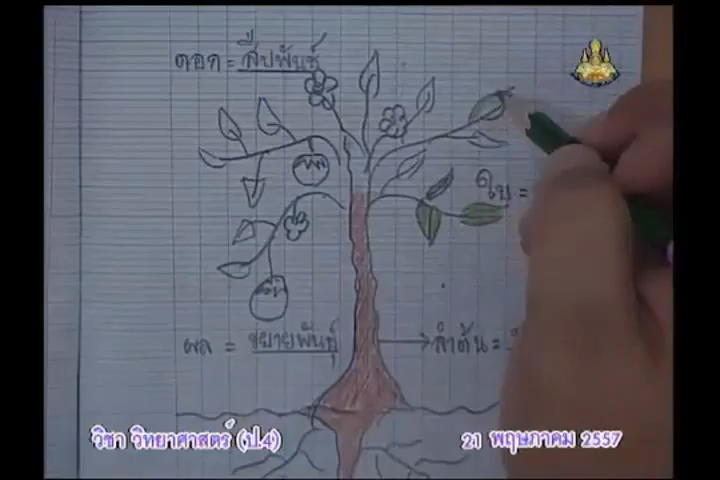 ดอก = สืบพันธุ์
ใบ =
ผล = ขยายพันธุ์
ลำต้น =
วิชา วิทยาศาสตร์ (ป.4)
21 พฤษภาคม 2557